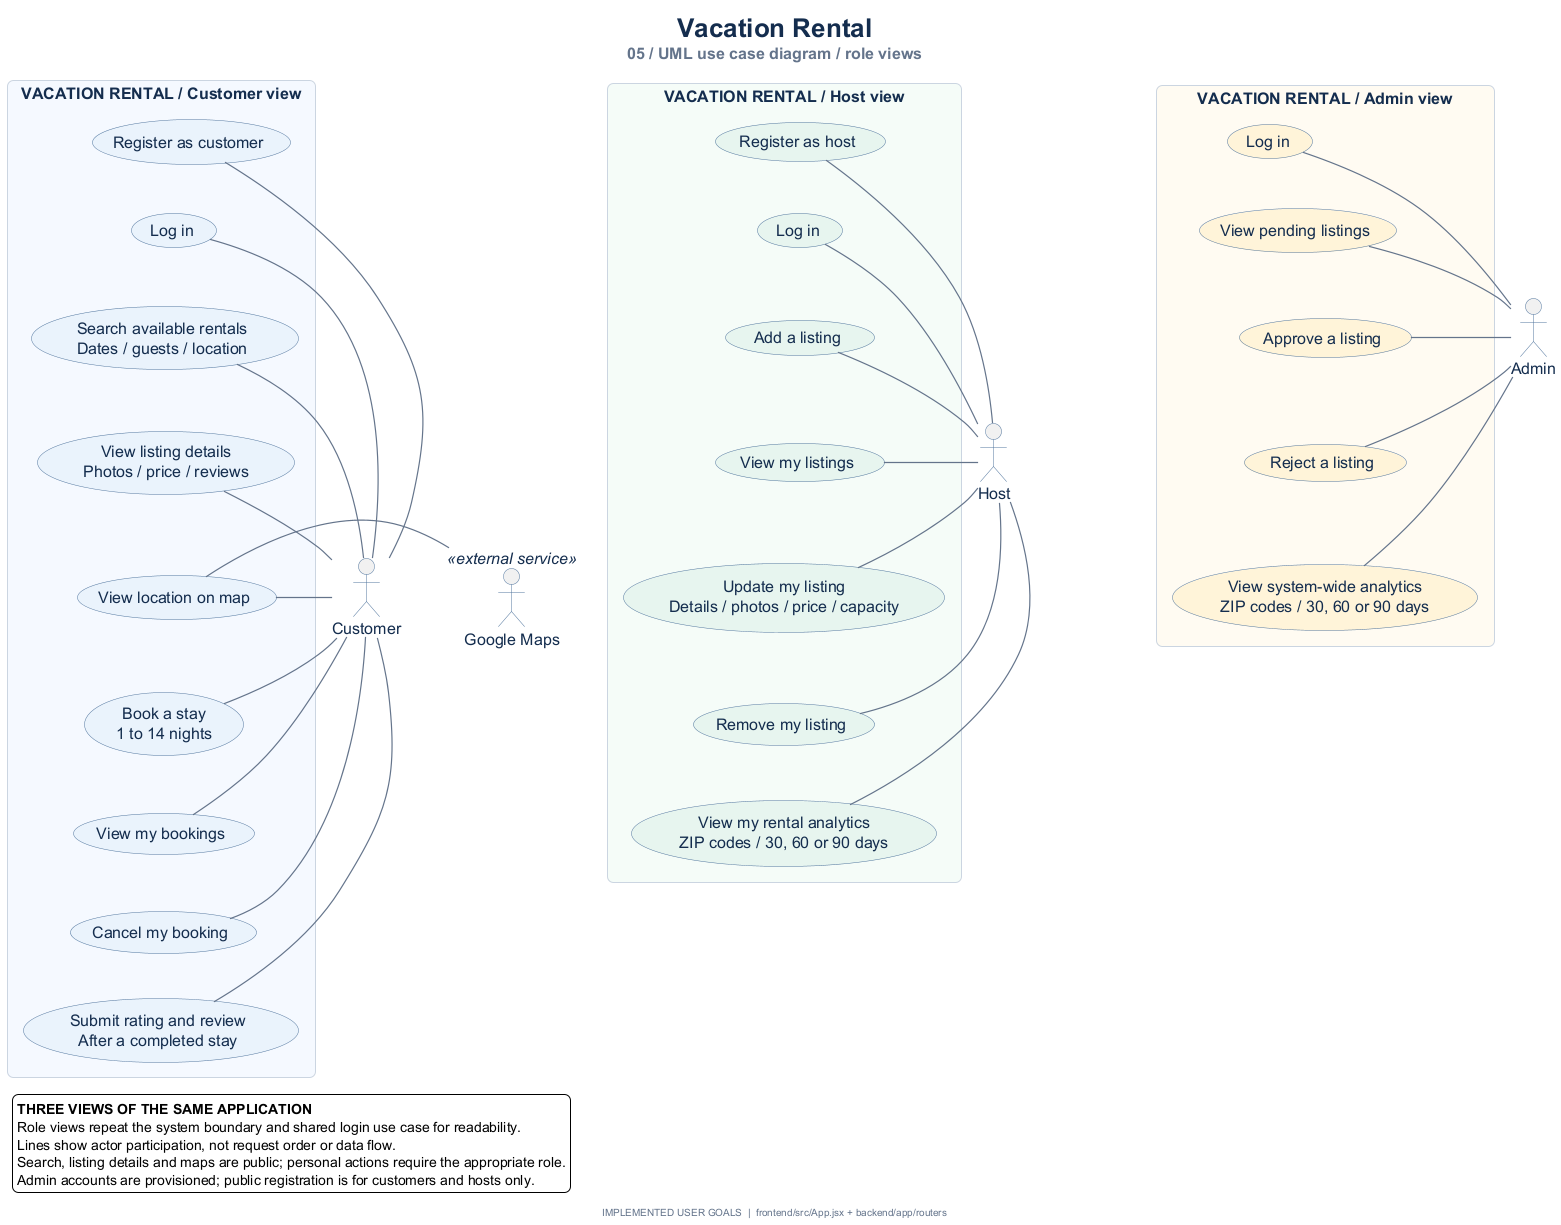 Vacation Rental
05 / UML use case diagram / role views
VACATION RENTAL / Customer view
Register as customer
Log in
Search available rentals
Dates / guests / location
View listing details
Photos / price / reviews
View location on map
Book a stay
1 to 14 nights
View my bookings
Cancel my booking
Submit rating and review
After a completed stay
Customer
«external service»
Google Maps
VACATION RENTAL / Host view
Register as host
Log in
Add a listing
View my listings
Update my listing
Details / photos / price / capacity
Remove my listing
View my rental analytics
ZIP codes / 30, 60 or 90 days
Host
VACATION RENTAL / Admin view
Log in
View pending listings
Approve a listing
Reject a listing
View system-wide analytics
ZIP codes / 30, 60 or 90 days
Admin
THREE VIEWS OF THE SAME APPLICATION
Role views repeat the system boundary and shared login use case for readability.
Lines show actor participation, not request order or data flow.
Search, listing details and maps are public; personal actions require the appropriate role.
Admin accounts are provisioned; public registration is for customers and hosts only.
IMPLEMENTED USER GOALS | frontend/src/App.jsx + backend/app/routers